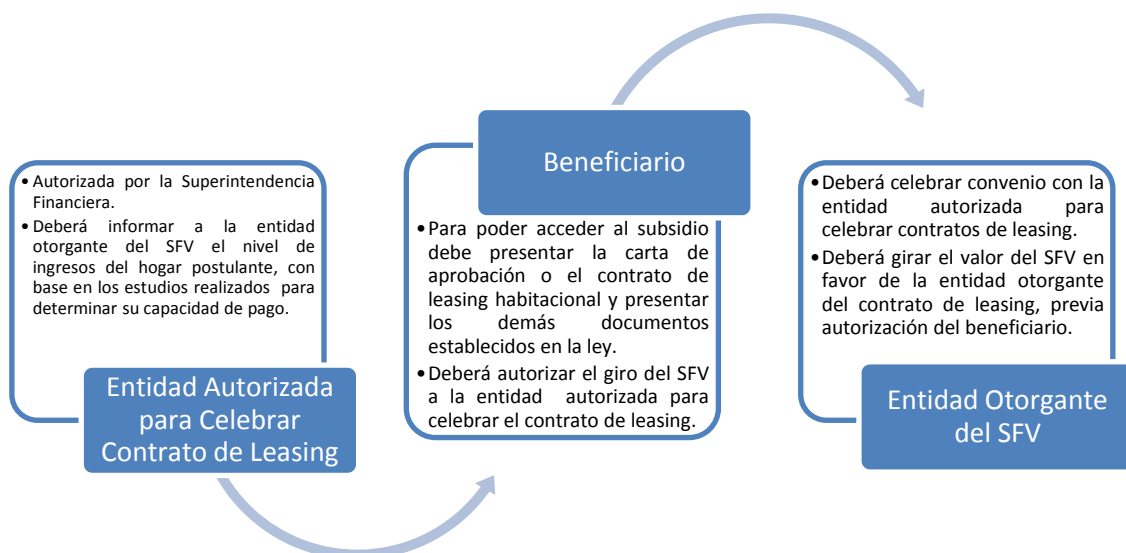 • Autorizada por la Superintendencia
Financiera.
• Deberá informar a la entidad
otorgante del SFV el nivel de
ingresos del hogar postulante, con
base en los estudios realizados para
determinar su capacidad de pago.
Entidad Autorizada
para Celebrar
Contrato de Leasing
Beneficiario
• Para poder acceder al subsidio
debe presentar la carta de
aprobación o el contrato de
leasing habitacional y presentar
los demás documentos
establecidos en la ley.
• Deberá autorizar el giro del SFV
a la entidad autorizada para
celebrar el contrato de leasing.
• Deberá celebrar convenio con la
entidad autorizada para
celebrar contratos de leasing.
• Deberá girar el valor del SFV en
favor de la entidad otorgante
del contrato de leasing, previa
autorización del beneficiario.
Entidad Otorgante
del SFV